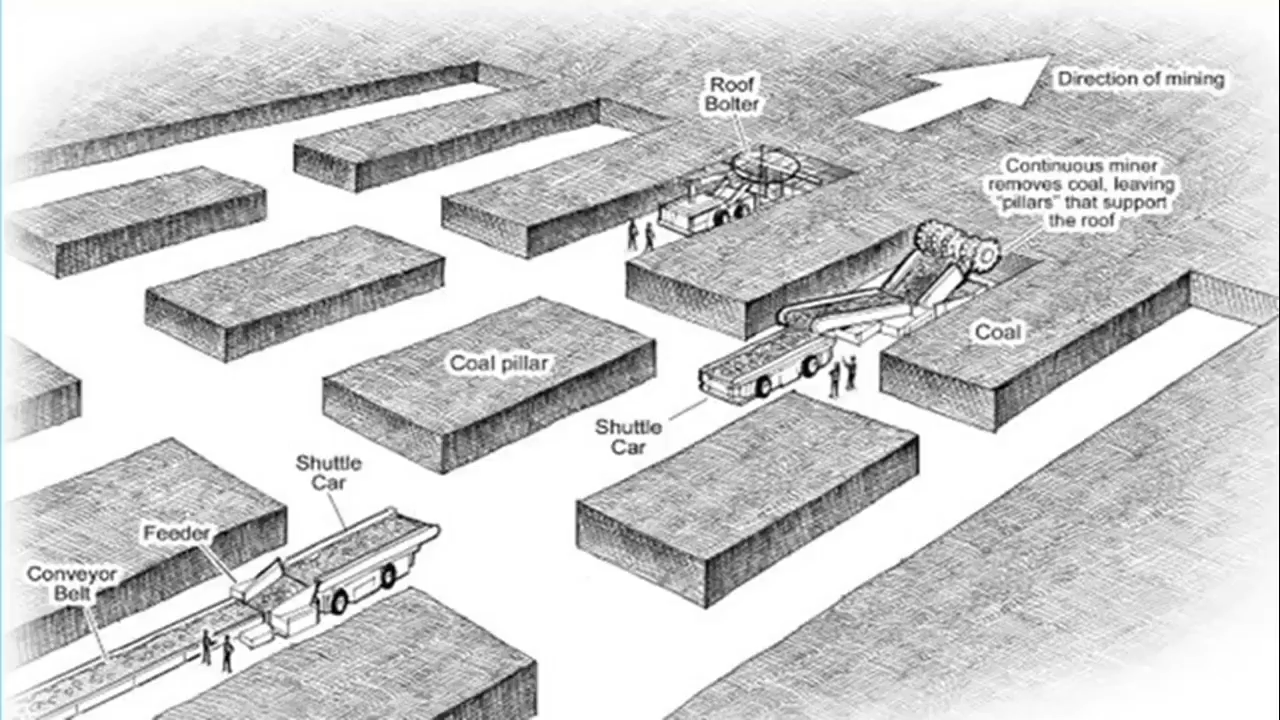 Roof
Bolter
Direction of mining
Continuous miner
removes coal, leaving
"pillars" that support
the roof
Coal
Coal pillar
Shuttle
Car
Shuttle
Car
Feeder
Conveyor
Belt